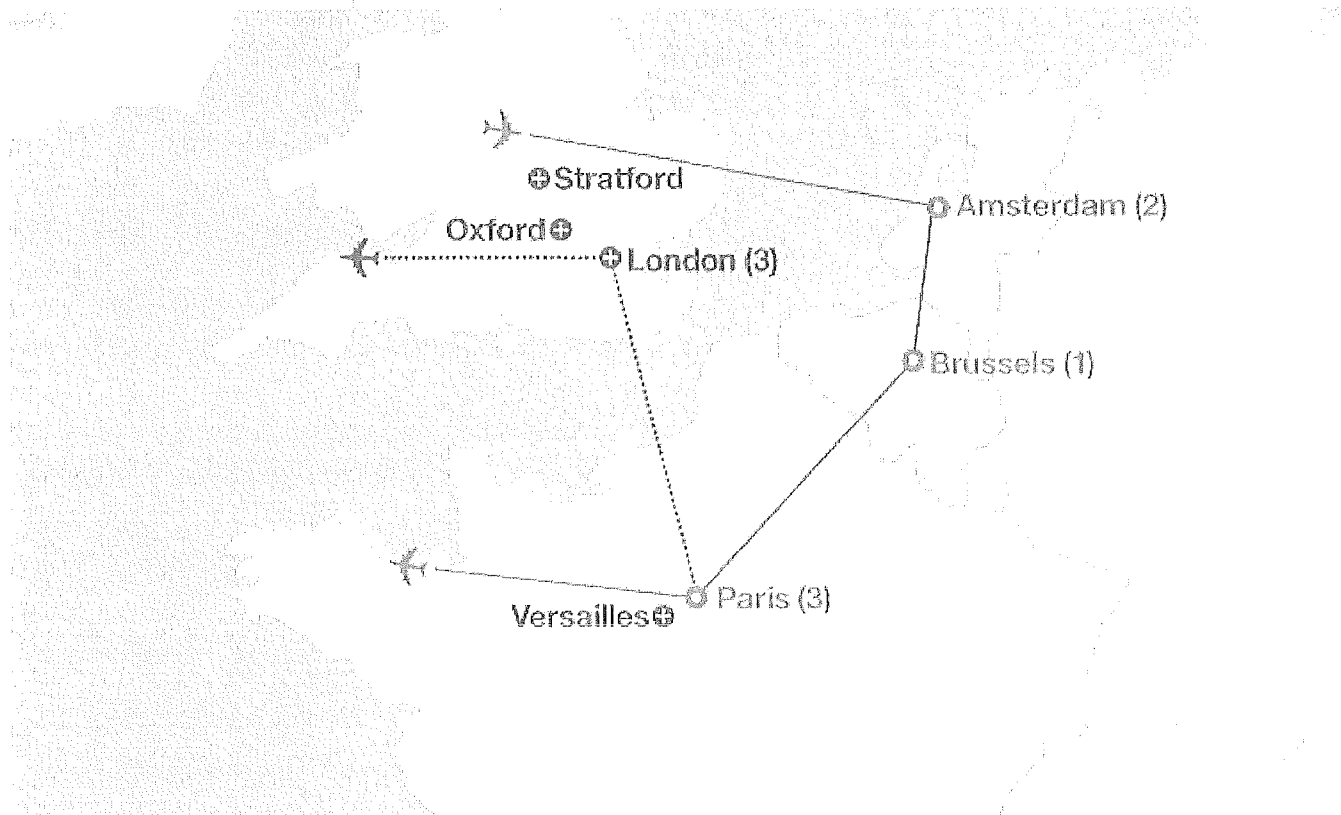 Stratford
Amsterdam (2)
Oxford
London (3)
Brussels (1)
Paris (3)
Versailles